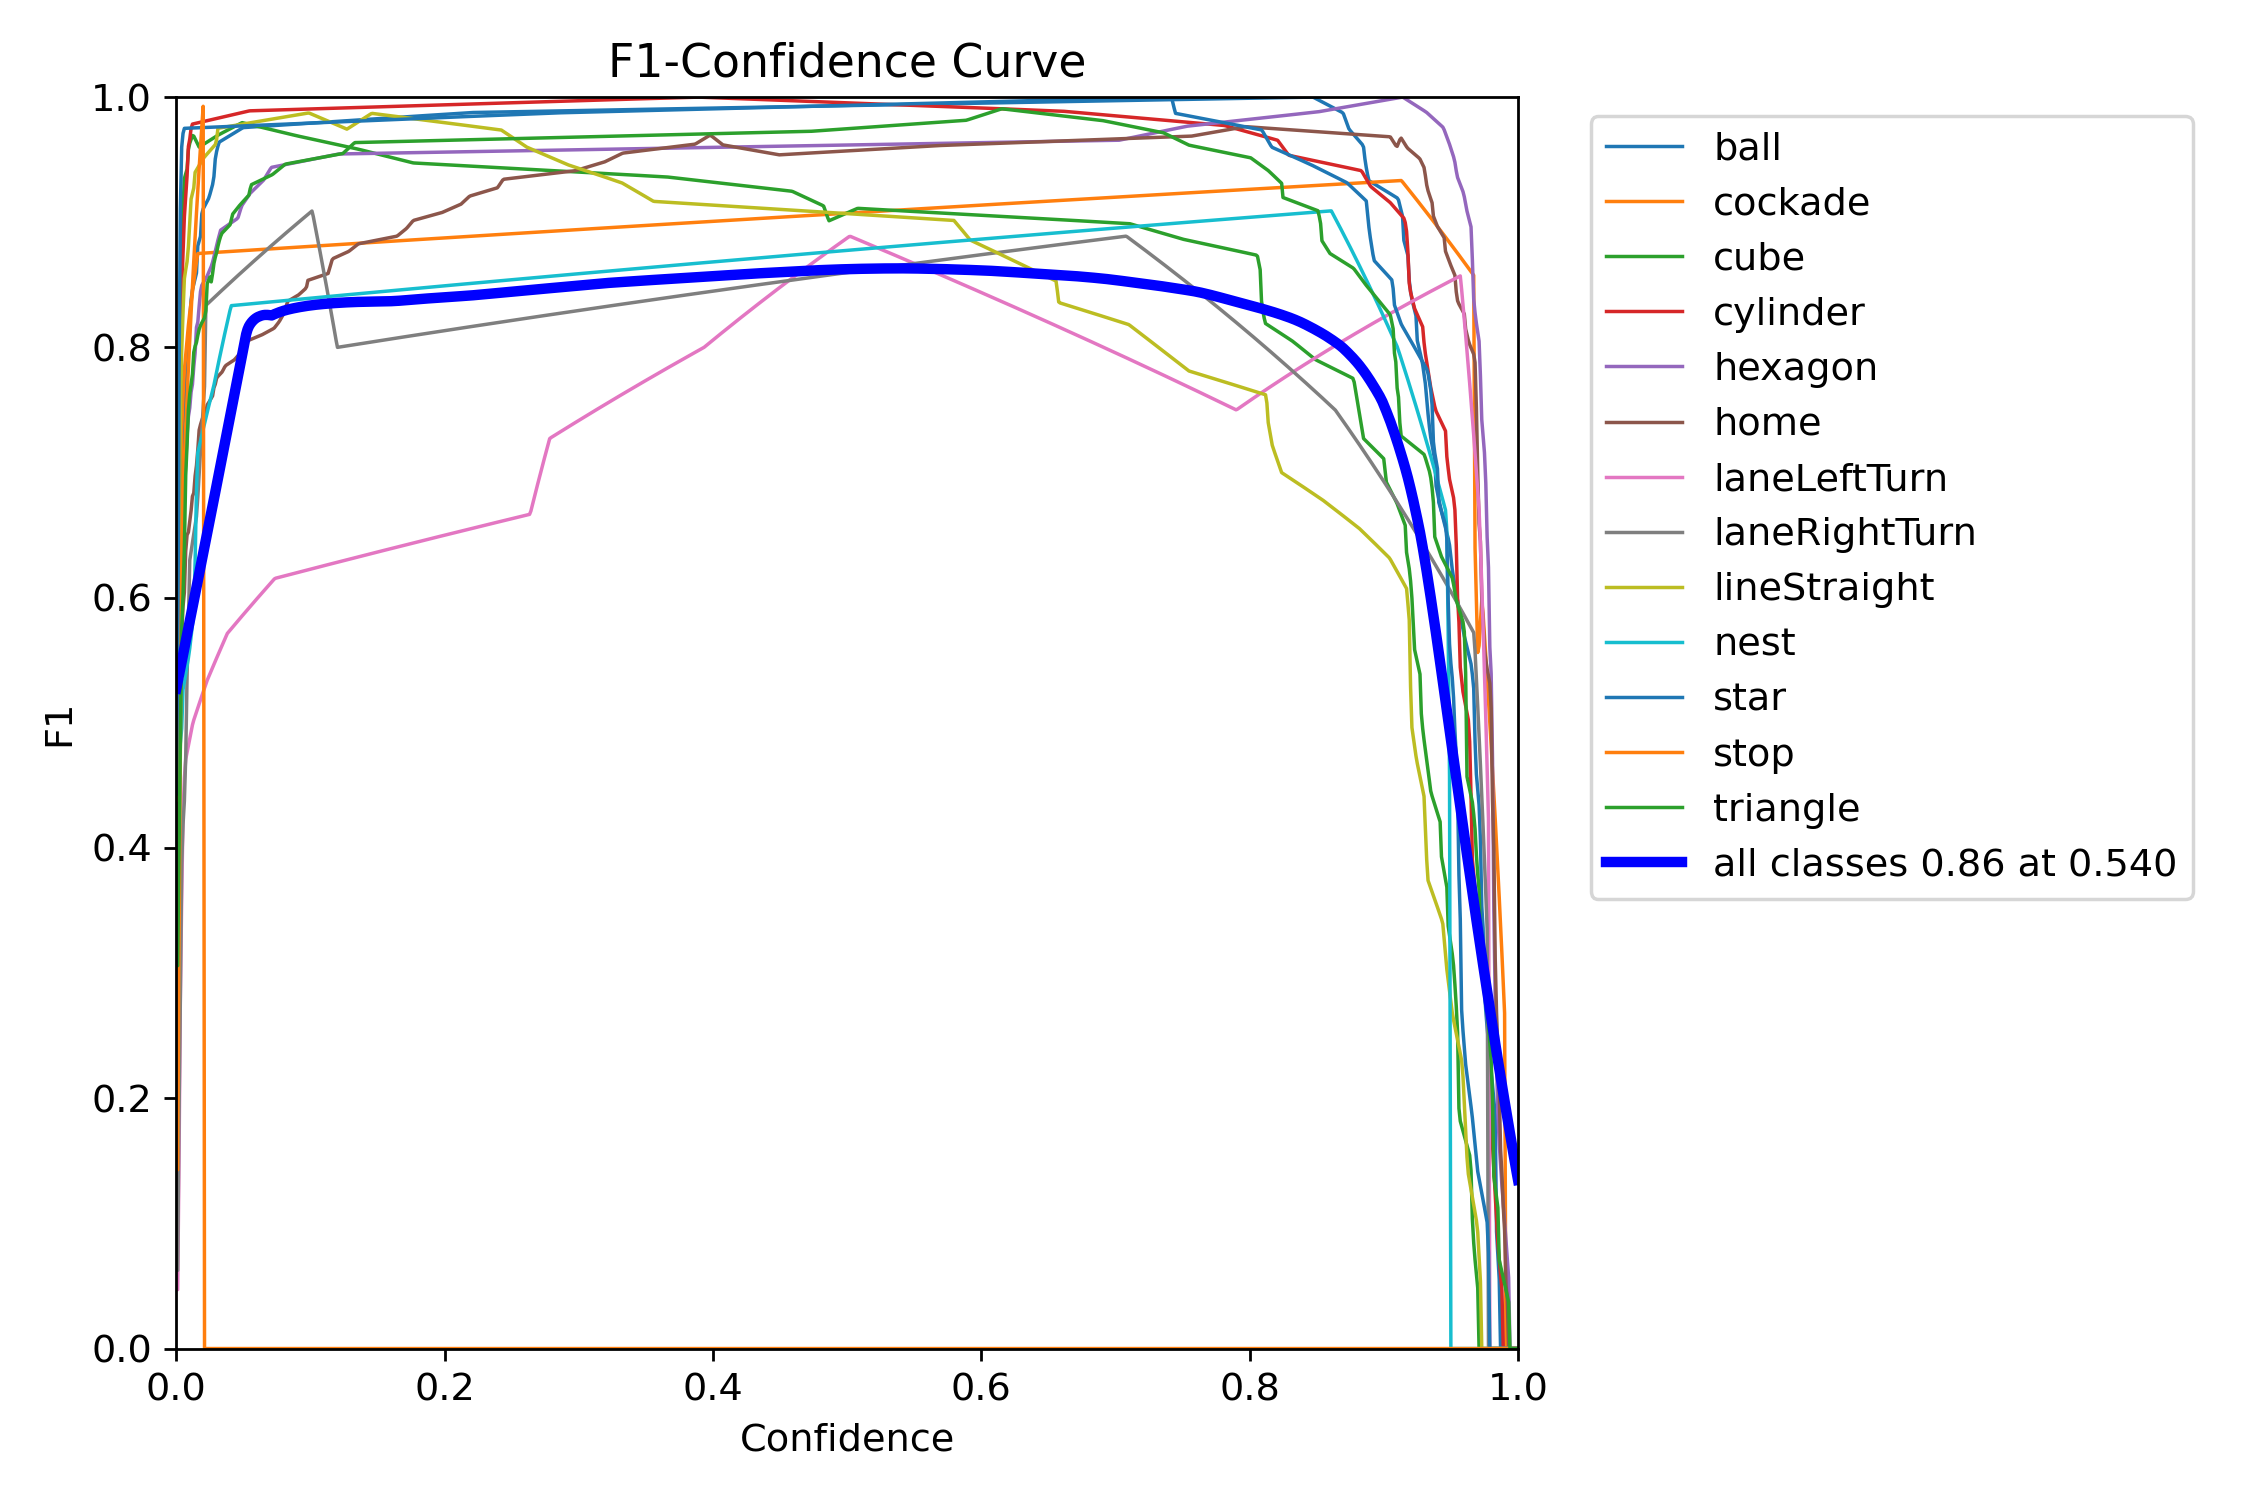 F1-Confidence Curve
1.0
0.8
0.6
0.4
0.2
0.0
F1
0.0 0.2 0.4 0.6 0.8 1.0
Confidence
ball
cockade
cube
cylinder
hexagon
home
laneLeftTurn
laneRightTurn
lineStraight
nest
star
stop
triangle
all classes 0.86 at 0.540